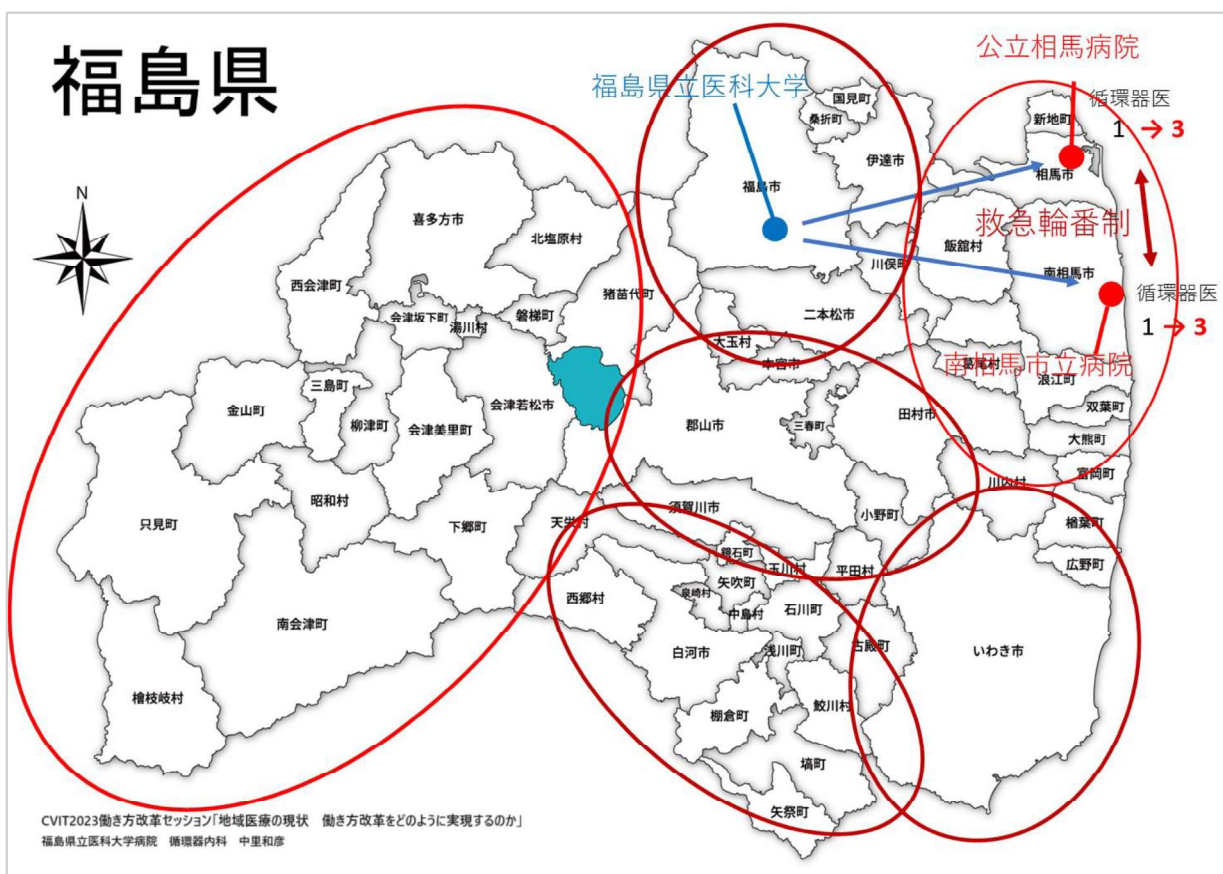 福島県
公立相馬病院
福島県立医科大学
循環器医
1 → 3
国見町
桑折町
新地町
伊達市
相馬市
福島市
救急輪番制
N
喜多方市
北塩原村
飯舘村
川俣町
南相馬市
西会津町
猪苗代町
循環器医
1 → 3
会津坂下町
湯川村
磐梯町
二本松市
大玉村
本宮市
南相馬市立病院
葛尾村
浪江町
三島町
金山町
柳津町
会津美里町
会津若松市
郡山市
三春町
田村市
双葉町
大熊町
富岡町
川内村
昭和村
只見町
下郷町
天栄村
須賀川市
小野町
楢葉町
鏡石町
玉川村
平田村
広野町
西郷村
泉崎村
矢吹町
中島村
石川町
南会津町
白河市
浅川町
古殿町
いわき市
檜枝岐村
棚倉町
鮫川村
塙町
矢祭町
CVIT2023働き方改革セッション「地域医療の現状 働き方改革をどのように実現するのか」
福島県立医科大学病院 循環器内科 中里和彦